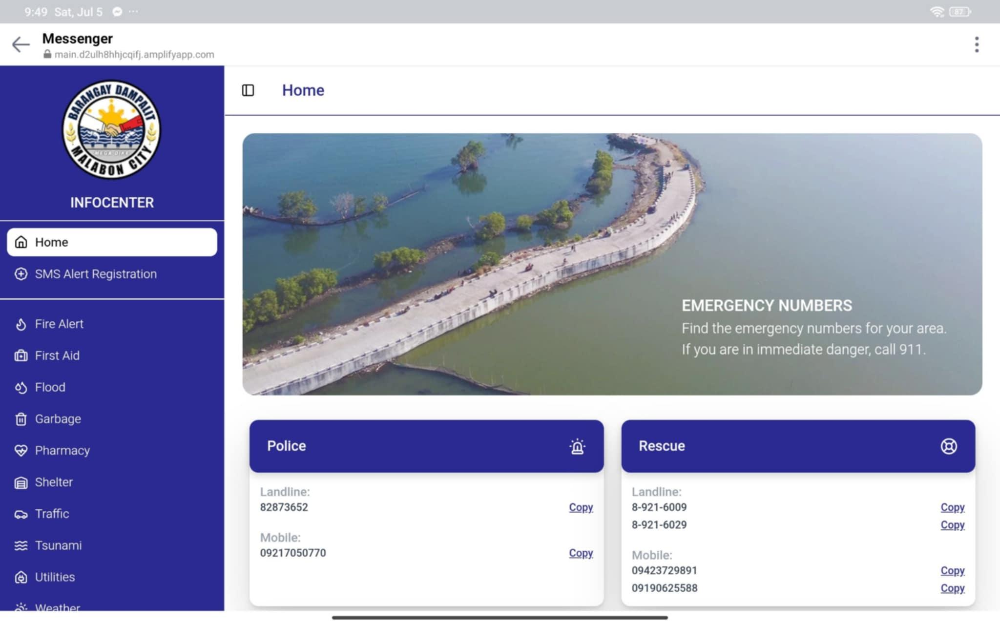 9:49 Sat, Jul 5 ...
87
Messenger
main.d2ulh8hhjcqifj.amplifyapp.com
BARANGAY DAMPALIT
MEGA DIKE
MALABON CITY
INFOCENTER
Home
SMS Alert Registration
Fire Alert
First Aid
Flood
Garbage
Pharmacy
Shelter
Traffic
Tsunami
Utilities
Weather
Home
EMERGENCY NUMBERS
Find the emergency numbers for your area.
If you are in immediate danger, call 911.
Police
Landline:
82873652 Copy
Mobile:
09217050770 Copy
Rescue
Landline:
8-921-6009 Copy
8-921-6029 Copy
Mobile:
09423729891 Copy
09190625588 Copy